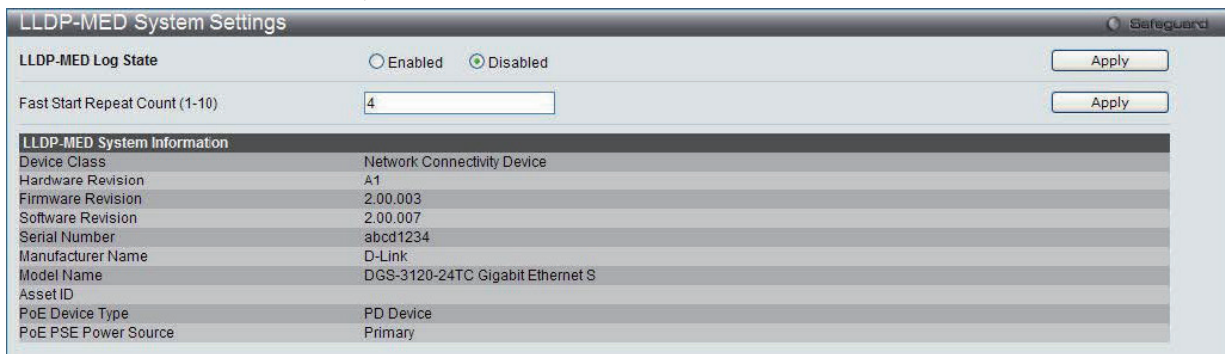 LLDP-MED System Settings Safeguard
LLDP-MED Log State Enabled Disabled Apply
Fast Start Repeat Count (1-10) 4 Apply
LLDP-MED System Information
Device Class Network Connectivity Device
Hardware Revision A1
Firmware Revision 2.00.003
Software Revision 2.00.007
Serial Number abcd1234
Manufacturer Name D-Link
Model Name DGS-3120-24TC Gigabit Ethernet S
Asset ID
PoE Device Type PD Device
PoE PSE Power Source Primary